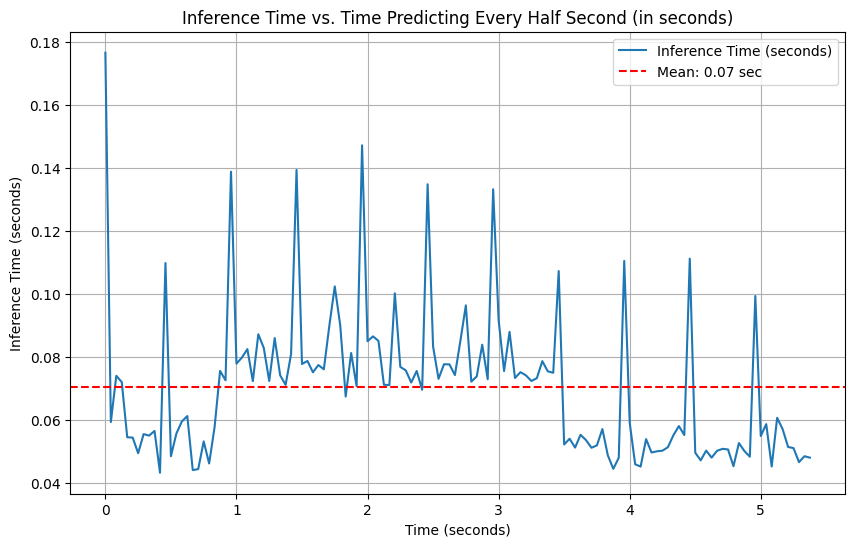 Inference Time vs. Time Predicting Every Half Second (in seconds)
Inference Time (seconds)
Mean: 0.07 sec
0.18
0.16
0.14
0.12
0.10
0.08
0.06
0.04
Inference Time (seconds)
0 1 2 3 4 5
Time (seconds)